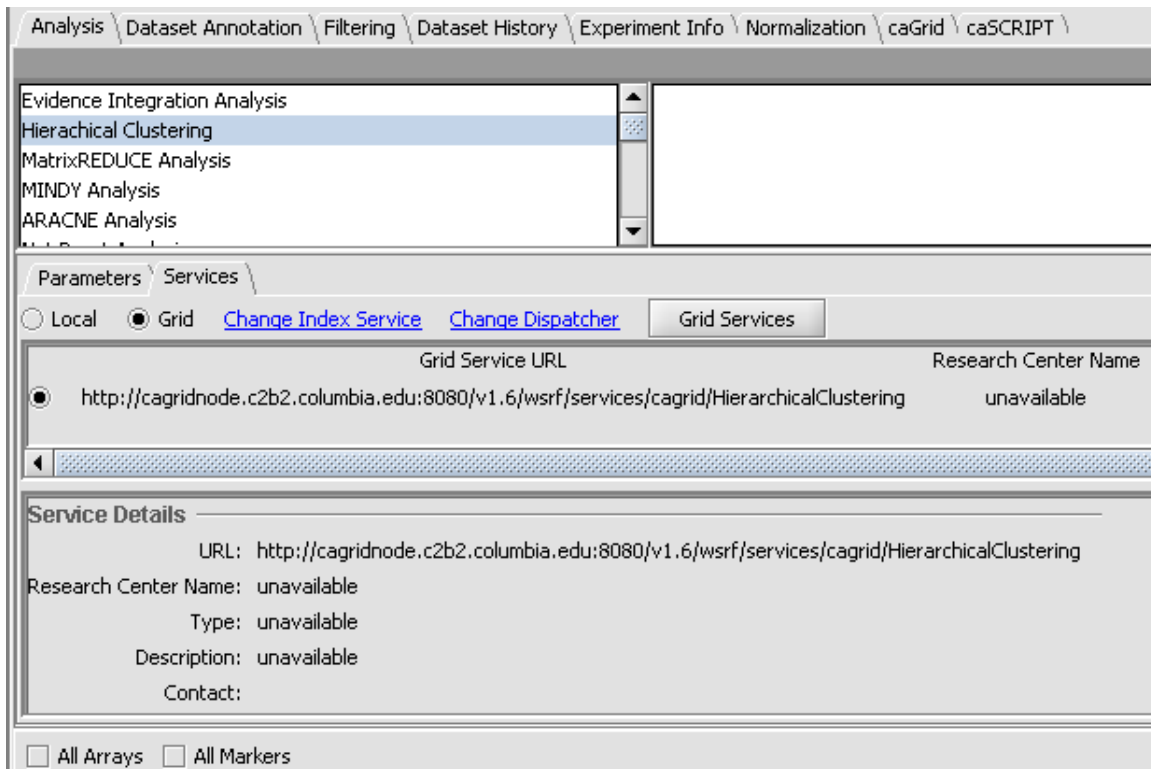 Analysis Dataset Annotation Filtering Dataset History Experiment Info Normalization caGrid caSCRIPT
Evidence Integration Analysis
Hierachical Clustering
MatrixREDUCE Analysis
MINDY Analysis
ARACNE Analysis
Parameters Services
Local Grid Change Index Service Change Dispatcher Grid Services
Grid Service URL Research Center Name
http://cagridnode.c2b2.columbia.edu:8080/v1.6/wsrf/services/cagrid/HierarchicalClustering unavailable
Service Details
URL: http://cagridnode.c2b2.columbia.edu:8080/v1.6/wsrf/services/cagrid/HierarchicalClustering
Research Center Name: unavailable
Type: unavailable
Description: unavailable
Contact:
All Arrays All Markers